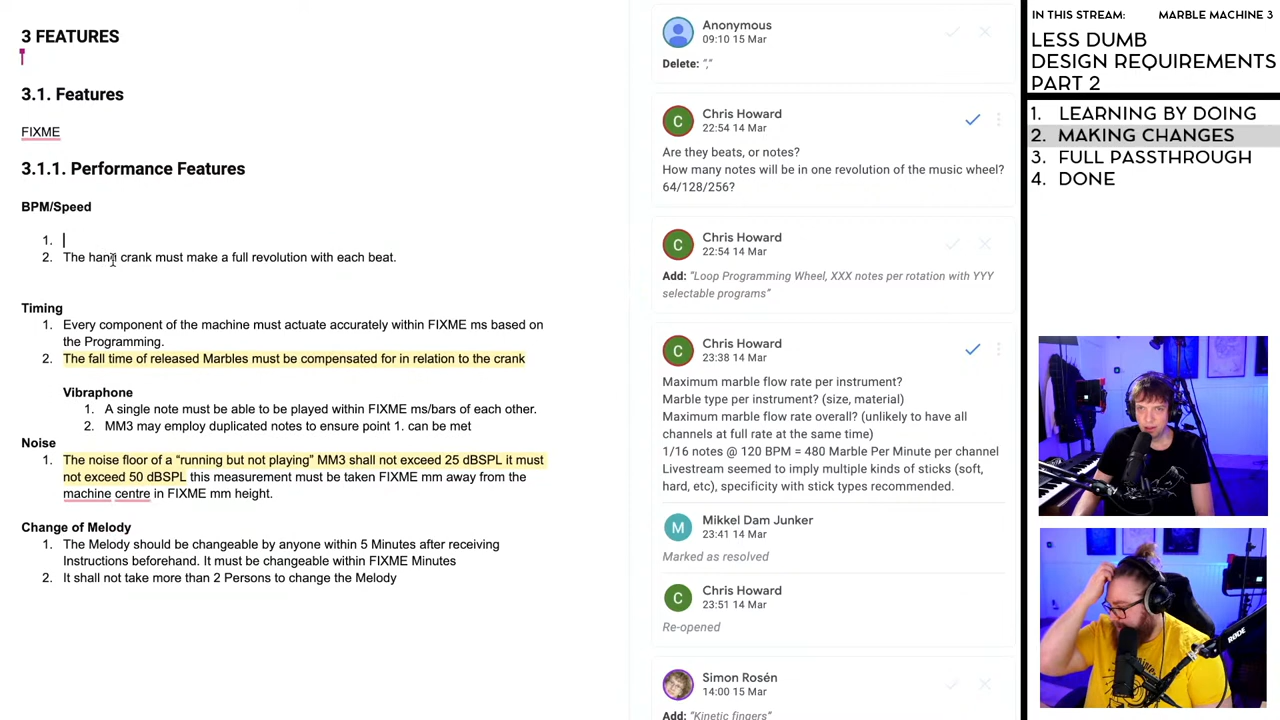 3 FEATURES
3.1. Features
FIXME
3.1.1. Performance Features
BPM/Speed
1.
2. The hand crank must make a full revolution with each beat.
Timing
1. Every component of the machine must actuate accurately within FIXME ms based on
the Programming.
2. The fall time of released Marbles must be compensated for in relation to the crank
Vibraphone
1. A single note must be able to be played within FIXME ms/bars of each other.
2. MM3 may employ duplicated notes to ensure point 1. can be met
Noise
1. The noise floor of a “running but not playing” MM3 shall not exceed 25 dBSPL it must
not exceed 50 dBSPL this measurement must be taken FIXME mm away from the
machine centre in FIXME mm height.
Change of Melody
1. The Melody should be changeable by anyone within 5 Minutes after receiving
Instructions beforehand. It must be changeable within FIXME Minutes
2. It shall not take more than 2 Persons to change the Melody
Anonymous
09:10 15 Mar
Delete: “,”
C
Chris Howard
22:54 14 Mar
Are they beats, or notes?
How many notes will be in one revolution of the music wheel?
64/128/256?
C
Chris Howard
22:54 14 Mar
Add: “Loop Programming Wheel, XXX notes per rotation with YYY
selectable programs”
C
Chris Howard
23:38 14 Mar
Maximum marble flow rate per instrument?
Marble type per instrument? (size, material)
Maximum marble flow rate overall? (unlikely to have all
channels at full rate at the same time)
1/16 notes @ 120 BPM = 480 Marble Per Minute per channel
Livestream seemed to imply multiple kinds of sticks (soft,
hard, etc), specificity with stick types recommended.
M
Mikkel Dam Junker
23:41 14 Mar
Marked as resolved
C
Chris Howard
23:51 14 Mar
Re-opened
Simon Rosén
14:00 15 Mar
Add: “Kinetic fingers”
IN THIS STREAM: MARBLE MACHINE 3
LESS DUMB
DESIGN REQUIREMENTS
PART 2
1. LEARNING BY DOING
2. MAKING CHANGES
3. FULL PASSTHROUGH
4. DONE
RØDE